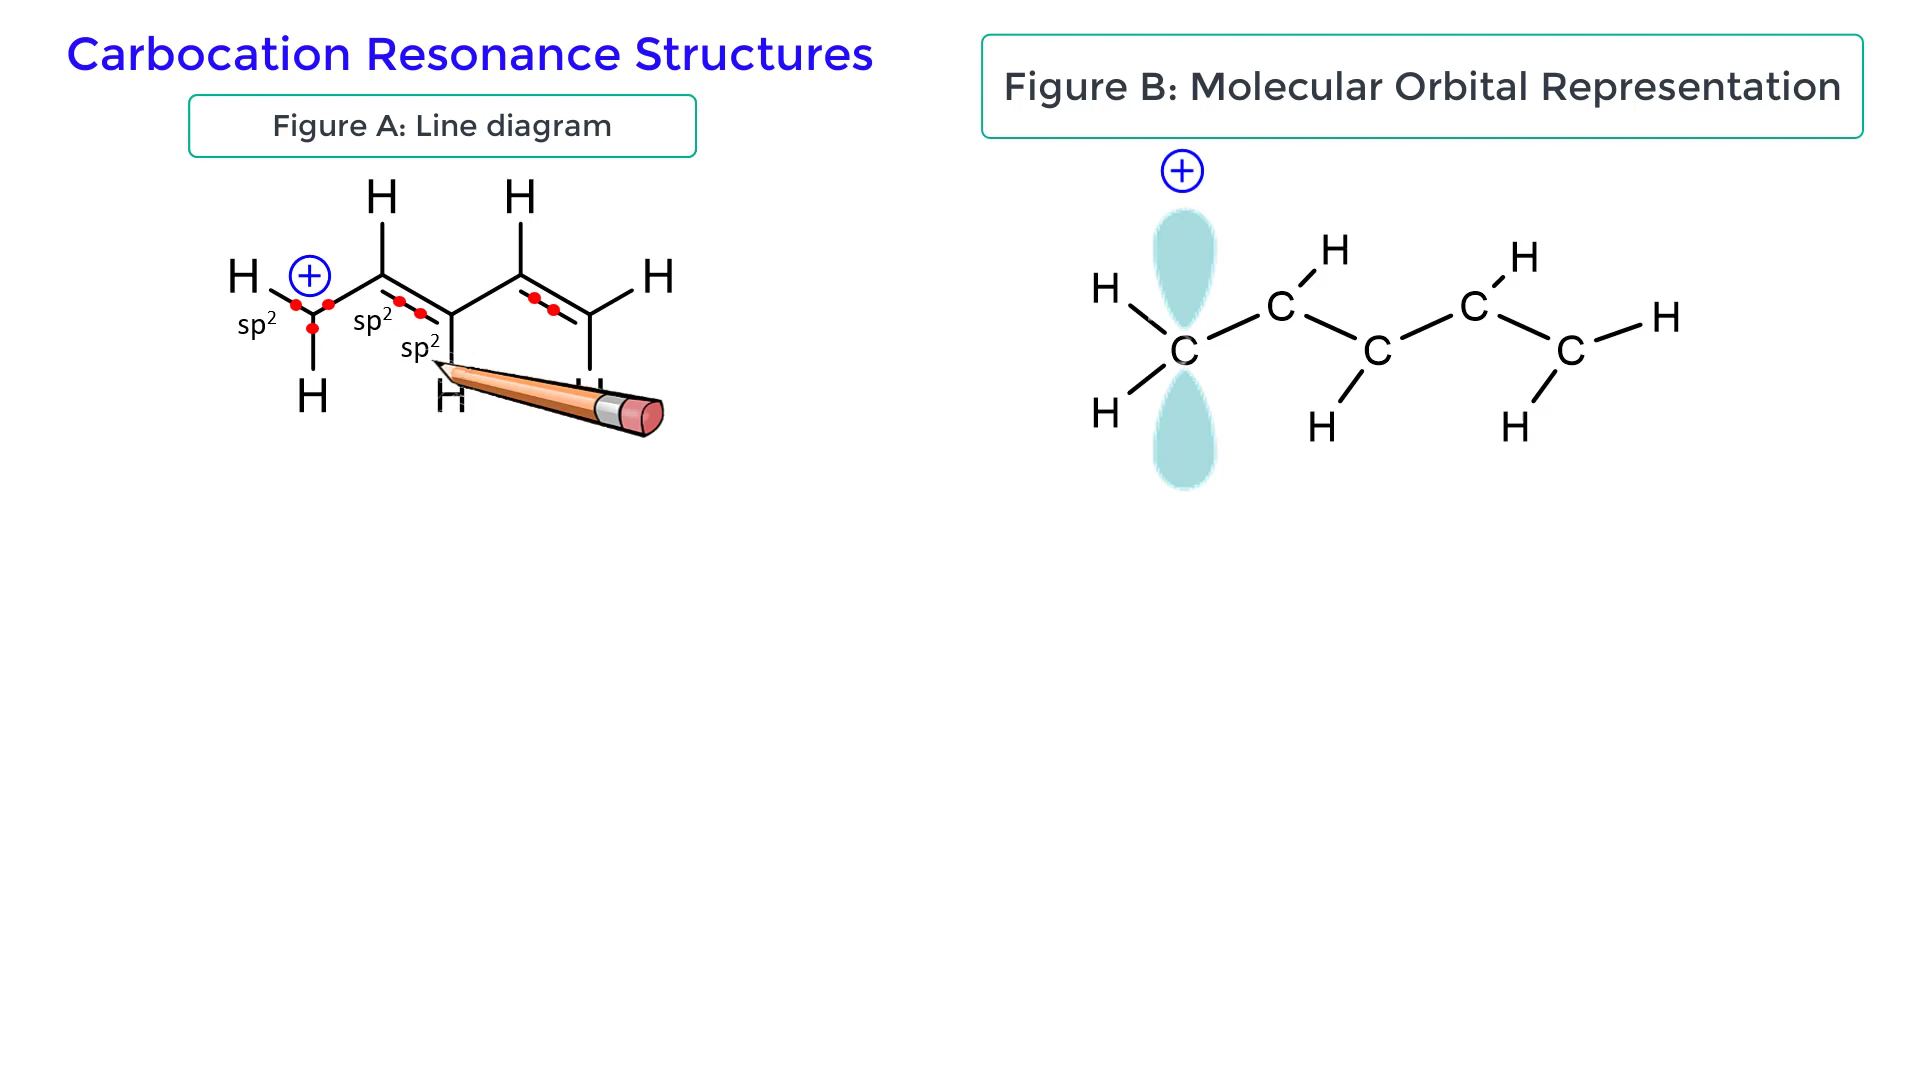 Carbocation Resonance Structures
Figure A: Line diagram
H H
H + H
sp² sp² sp²
H H H
Figure B: Molecular Orbital Representation
+
H H
H C C H
C C C
H H H